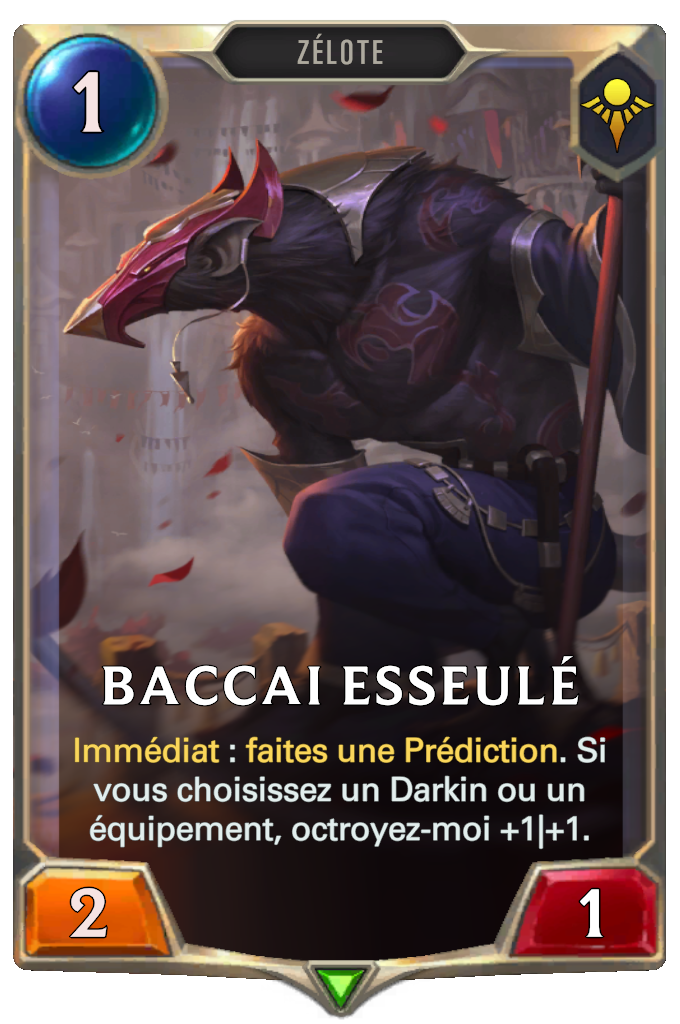 ZÉLOTE
1
BACCAI ESSEULÉ
Immédiat : faites une Prédiction. Si
vous choisissez un Darkin ou un
équipement, octroyez-moi +1|+1.
2
1